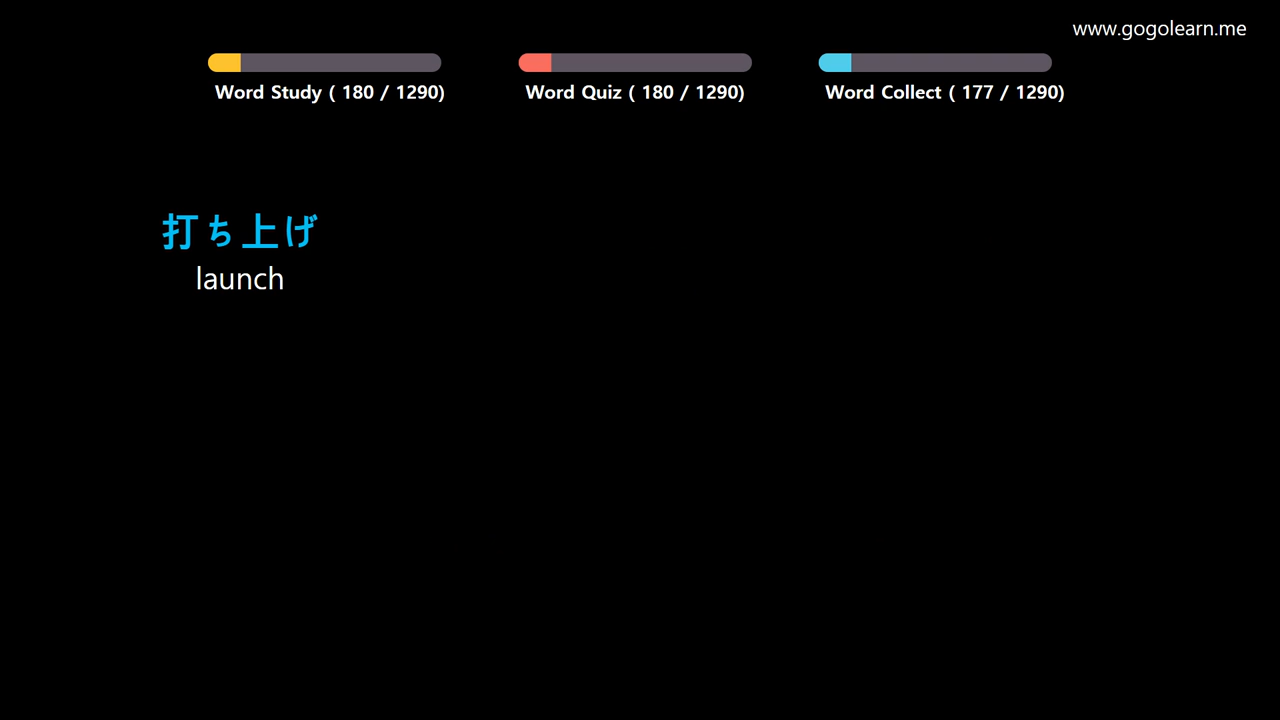 www.gogolearn.me
Word Study ( 180 / 1290)
Word Quiz ( 180 / 1290)
Word Collect ( 177 / 1290)
打ち上げ
launch